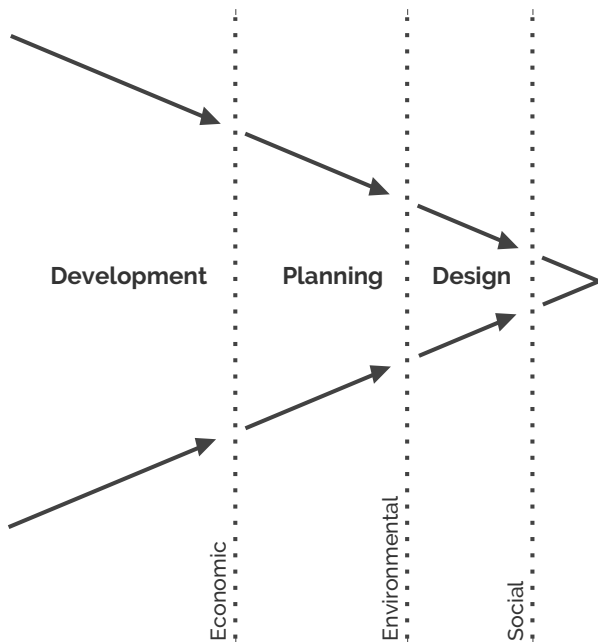 Development
Planning
Design
Economic
Environmental
Social